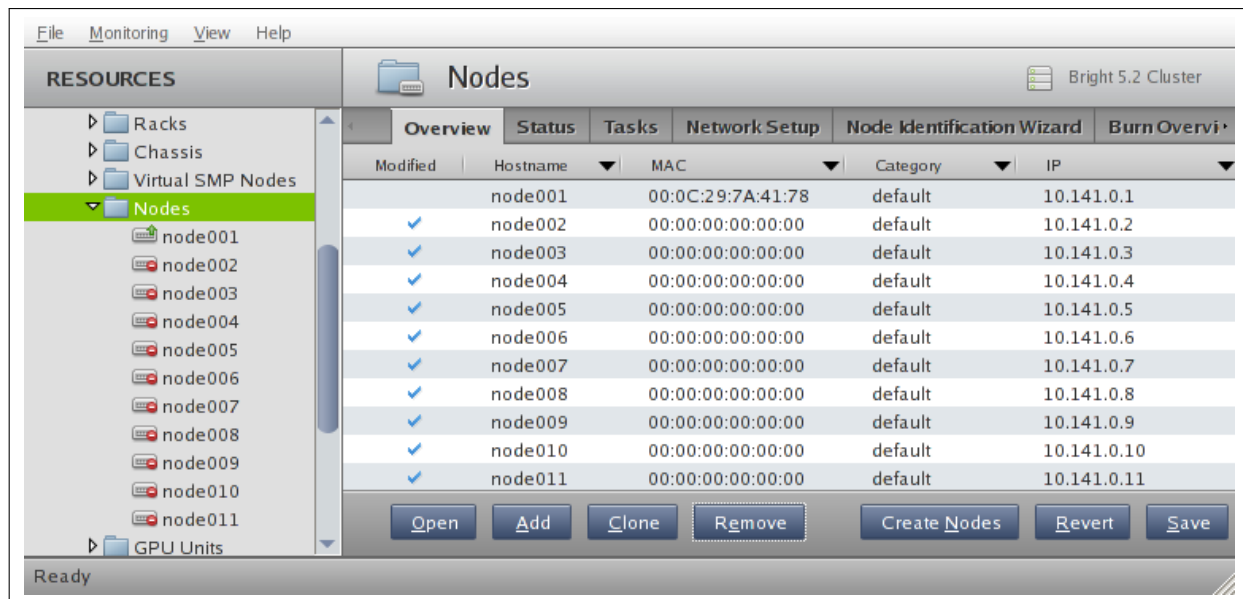 File Monitoring View Help
RESOURCES
Racks
Chassis
Virtual SMP Nodes
Nodes
node001
node002
node003
node004
node005
node006
node007
node008
node009
node010
node011
GPU Units
Nodes
Bright 5.2 Cluster
Overview Status Tasks Network Setup Node Identification Wizard Burn Overvi
Modified Hostname MAC Category IP
node001 00:0C:29:7A:41:78 default 10.141.0.1
node002 00:00:00:00:00:00 default 10.141.0.2
node003 00:00:00:00:00:00 default 10.141.0.3
node004 00:00:00:00:00:00 default 10.141.0.4
node005 00:00:00:00:00:00 default 10.141.0.5
node006 00:00:00:00:00:00 default 10.141.0.6
node007 00:00:00:00:00:00 default 10.141.0.7
node008 00:00:00:00:00:00 default 10.141.0.8
node009 00:00:00:00:00:00 default 10.141.0.9
node010 00:00:00:00:00:00 default 10.141.0.10
node011 00:00:00:00:00:00 default 10.141.0.11
Open Add Clone Remove Create Nodes Revert Save
Ready